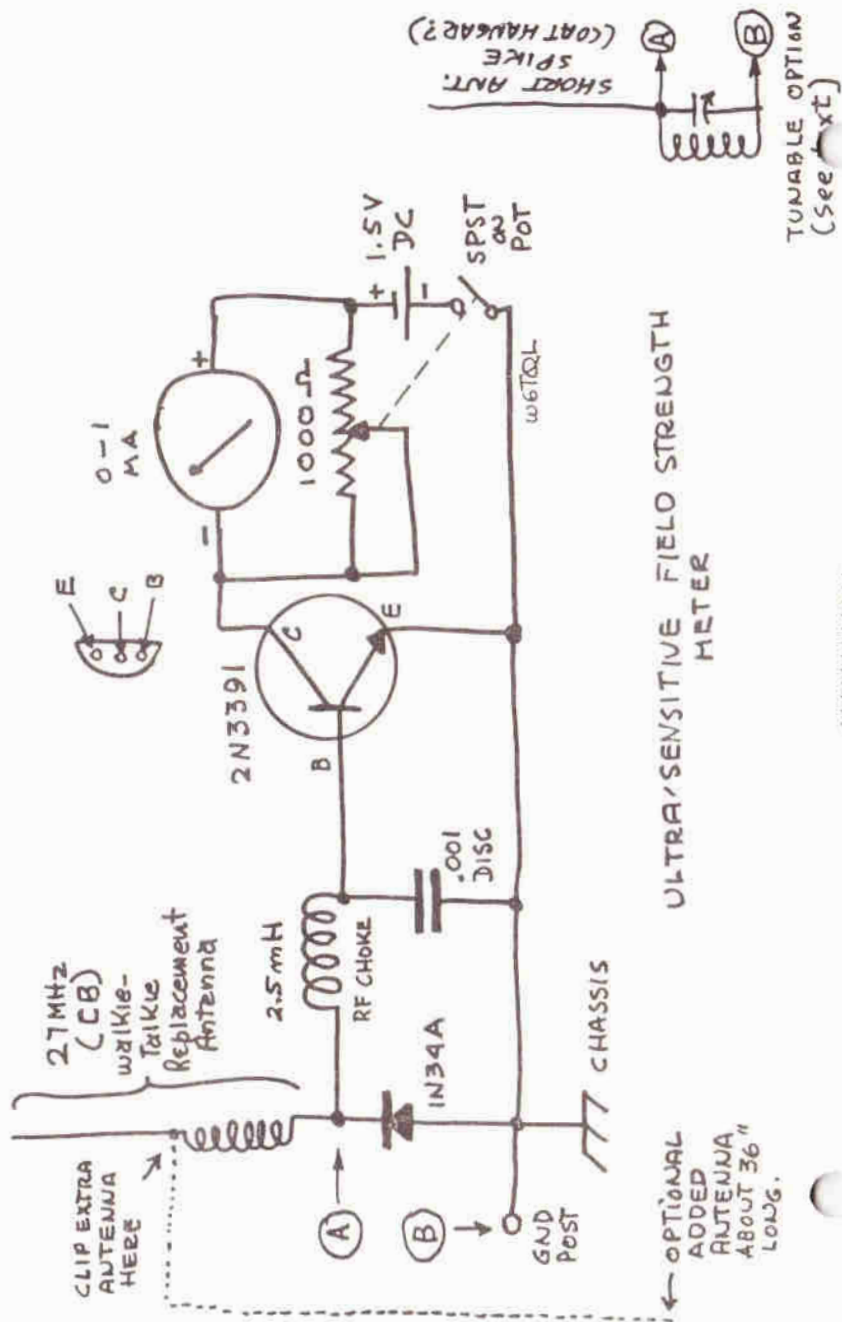 27MHz
(CB)
walkie-
Talkie
Replacement
Antenna
CLIP EXTRA
ANTENNA
HERE
A
B
GND
POST
← OPTIONAL
ADDED
ANTENNA
ABOUT 36"
LONG.
CHASSIS
1N34A
2.5mH
RF CHOKE
.001
DISC
2N3391
B
C
E
E
C
B
0-1
MA
-
+
1000Ω
+
-
1.5V
DC
SPST
ON
POT
W6TQL
ULTRA/SENSITIVE FIELD STRENGTH
METER
SHORT ANT.
SPIKE
(COAT HANGAR?)
A
B
TUNABLE OPTION
(See